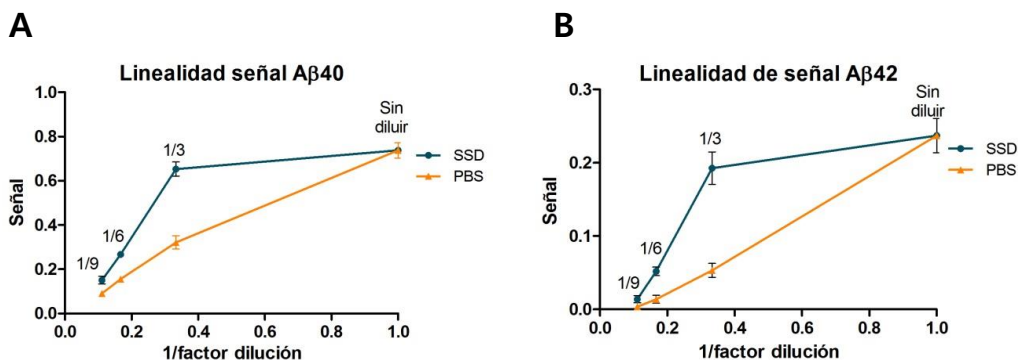 A
Linealidad señal Aβ40
1.0
0.8
0.6
0.4
0.2
0.0
0.0
0.2
0.4
0.6
0.8
1.0
Señal
1/factor dilución
1/9
1/6
1/3
Sin
diluir
SSD
PBS
B
Linealidad de señal Aβ42
0.3
0.2
0.1
0.0
0.0
0.2
0.4
0.6
0.8
1.0
Señal
1/factor dilución
1/9
1/6
1/3
Sin
diluir
SSD
PBS